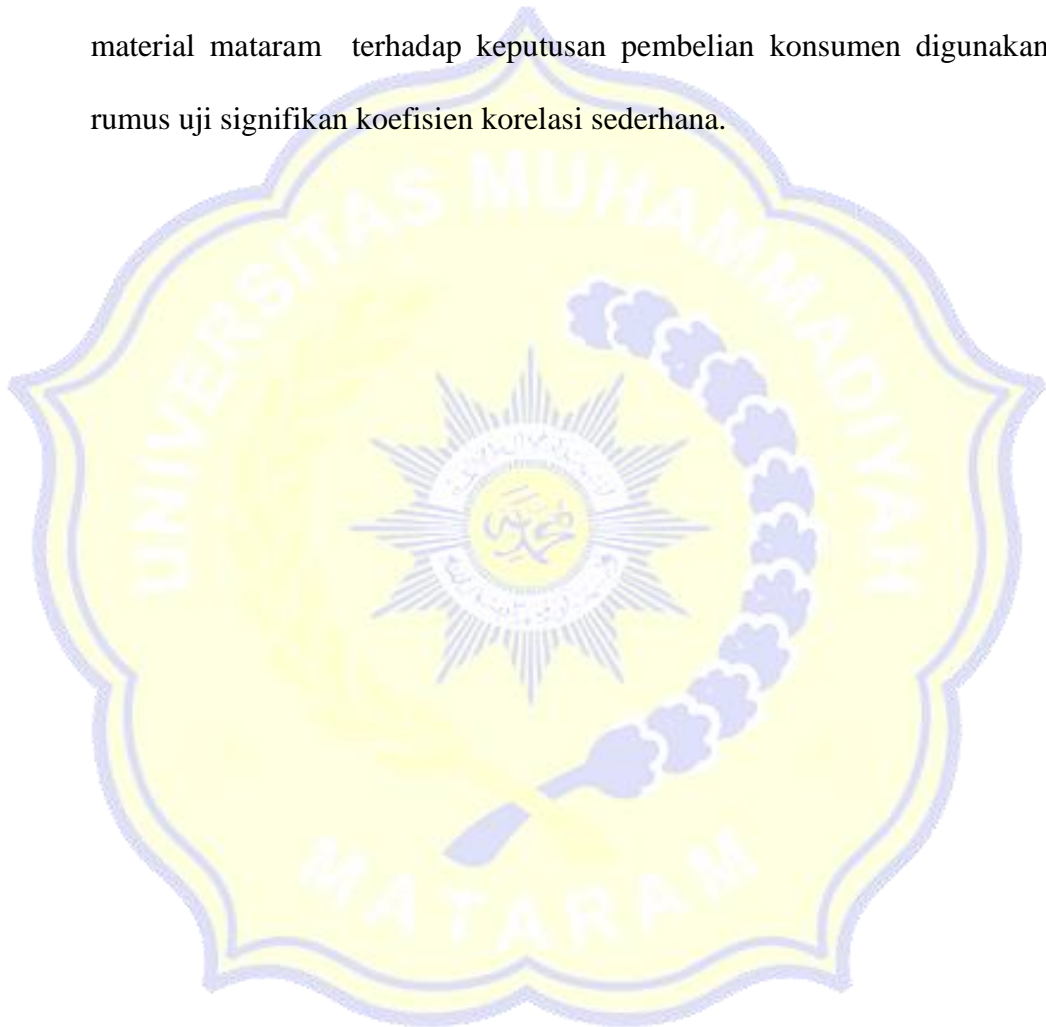 material mataram  terhadap keputusan pembelian konsumen digunakan
rumus uji signifikan koefisien korelasi sederhana.
UNIVERSITAS MUHAMMADIYAH
MATARAM